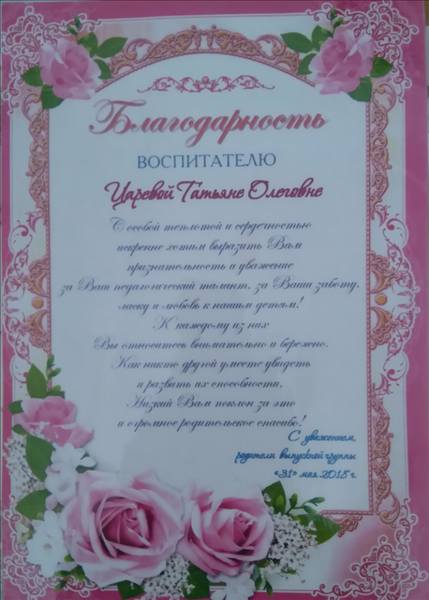 Благодарность
ВОСПИТАТЕЛЮ
Царевой Татьяне Олеговне
С особой теплотой и сердечностью
искренне хотим выразить Вам
признательность и уважение
за Ваш педагогический талант, за Вашу заботу,
ласку и любовь к нашим детям!
К каждому из них
Вы относитесь внимательно и бережно.
Как никто другой умеете увидеть
и развить их способности.
Низкий Вам поклон за это
и огромное родительское спасибо!
С уважением,
родители выпускной группы
«31» мая 2018 г.